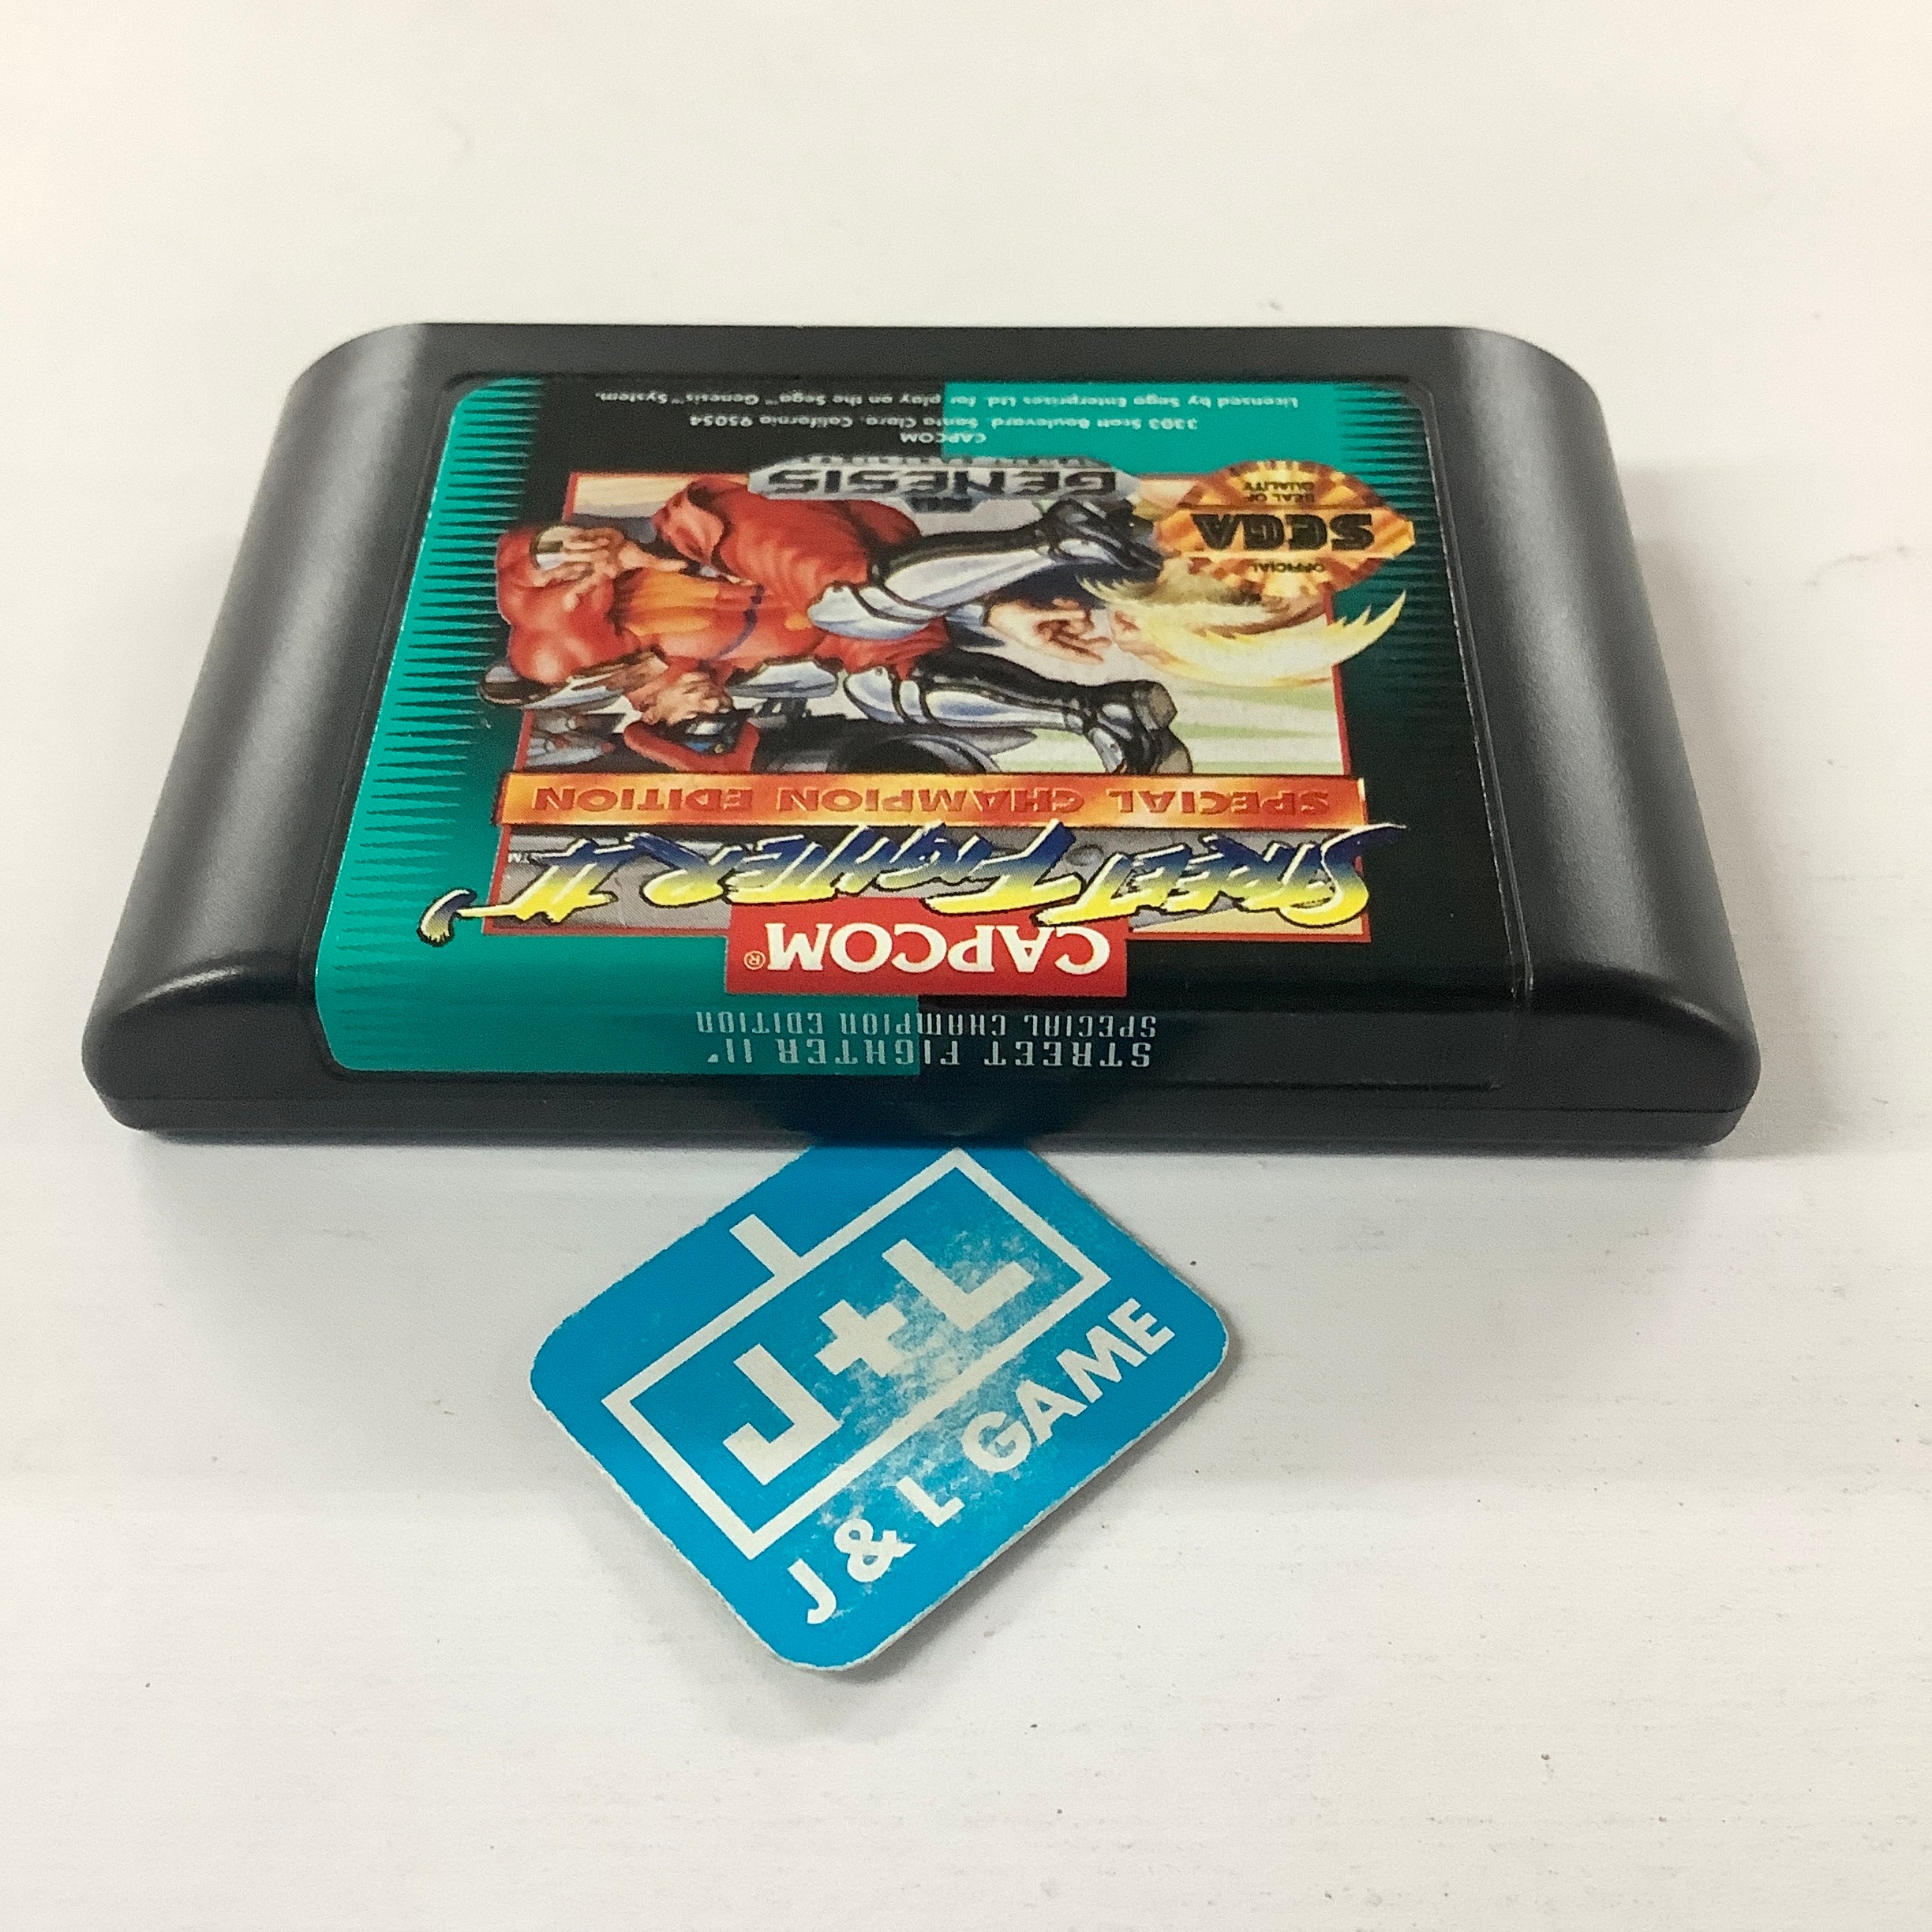 STREET FIGHTER II'
SPECIAL CHAMPION EDITION
CAPCOM®
STREET FIGHTER II'™
SPECIAL CHAMPION EDITION
OFFICIAL
SEGA
SEAL OF
QUALITY
GENESIS
CAPCOM
3303 Scott Boulevard, Santa Clara, California 95054
Licensed by Sega Enterprises Ltd. for play on the Sega™ Genesis™ System.
J+L
J & L GAME